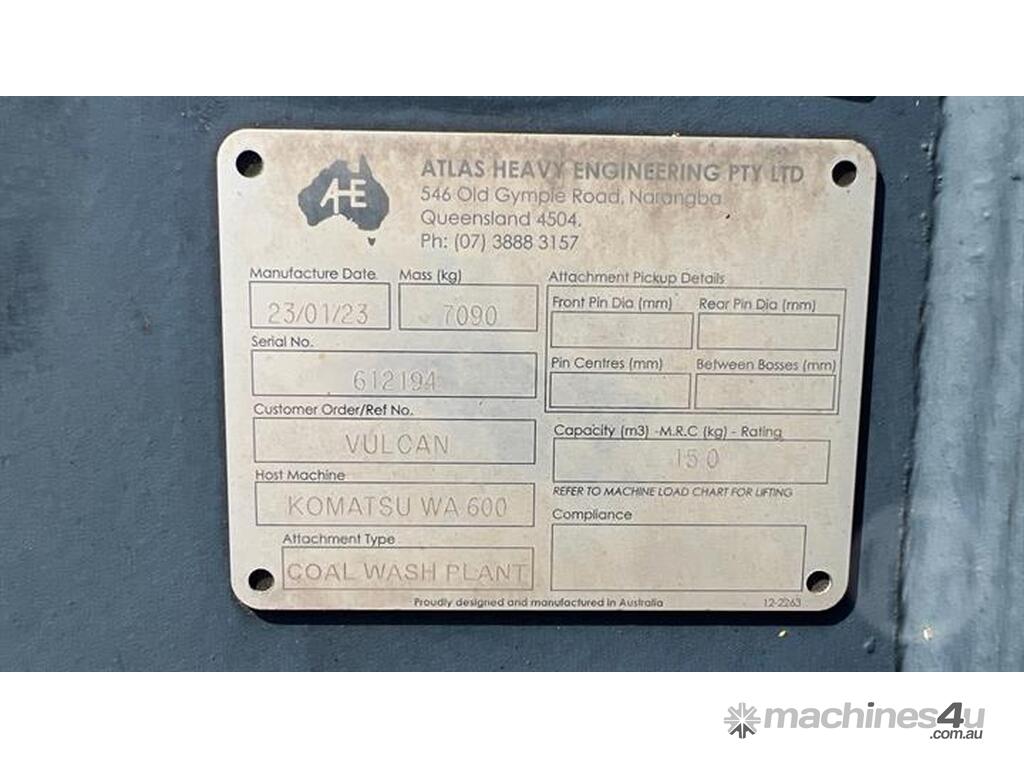 AHE
ATLAS HEAVY ENGINEERING PTY LTD
546 Old Gympie Road, Narangba
Queensland 4504.
Ph: (07) 3888 3157
Manufacture Date
23/01/23
Mass (kg)
7090
Serial No.
612194
Customer Order/Ref No.
VULCAN
Host Machine
KOMATSU WA 600
Attachment Type
COAL WASH PLANT
Attachment Pickup Details
Front Pin Dia (mm)
Rear Pin Dia (mm)
Pin Centres (mm)
Between Bosses (mm)
Capacity (m3) -M.R.C (kg) - Rating
15.0
REFER TO MACHINE LOAD CHART FOR LIFTING
Compliance
Proudly designed and manufactured in Australia
12-2263
machines4u
.com.au